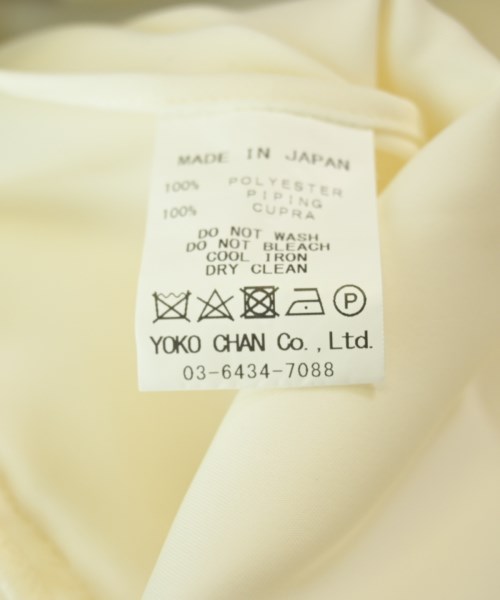 MADE IN JAPAN
100% POLYESTER
PIPING
100% CUPRA
DO NOT WASH
DO NOT BLEACH
COOL IRON
DRY CLEAN
P
YOKO CHAN Co.,Ltd.
03-6434-7088